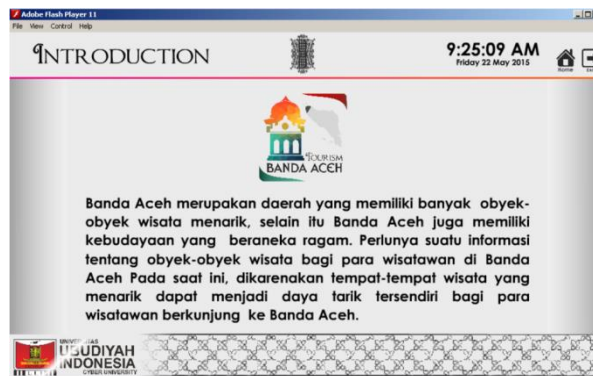 Adobe Flash Player 11
File View Control Help
INTRODUCTION
9:25:09 AM
Friday 22 May 2015
Home
TOURISM
BANDA ACEH
Banda Aceh merupakan daerah yang memiliki banyak obyek-
obyek wisata menarik, selain itu Banda Aceh juga memiliki
kebudayaan yang beraneka ragam. Perlunya suatu informasi
tentang obyek-obyek wisata bagi para wisatawan di Banda
Aceh Pada saat ini, dikarenakan tempat-tempat wisata yang
menarik dapat menjadi daya tarik tersendiri bagi para
wisatawan berkunjung ke Banda Aceh.
UNIVERSITAS
UBUDIYAH
INDONESIA
CYBER UNIVERSITY